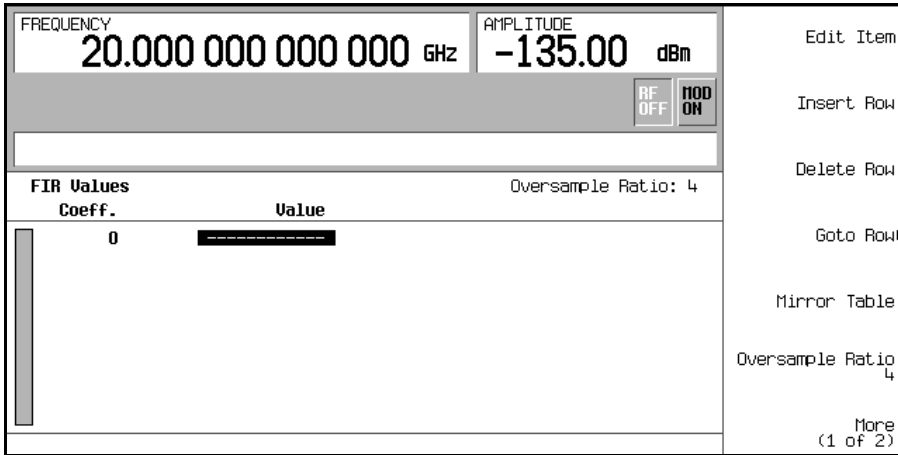 FREQUENCY
20.000 000 000 000 GHz
AMPLITUDE
-135.00 dBm
RF OFF
MOD ON
FIR Values
Oversample Ratio: 4
Coeff. Value
0 ------------
Edit Item
Insert Row
Delete Row
Goto Row
Mirror Table
Oversample Ratio
4
More
(1 of 2)